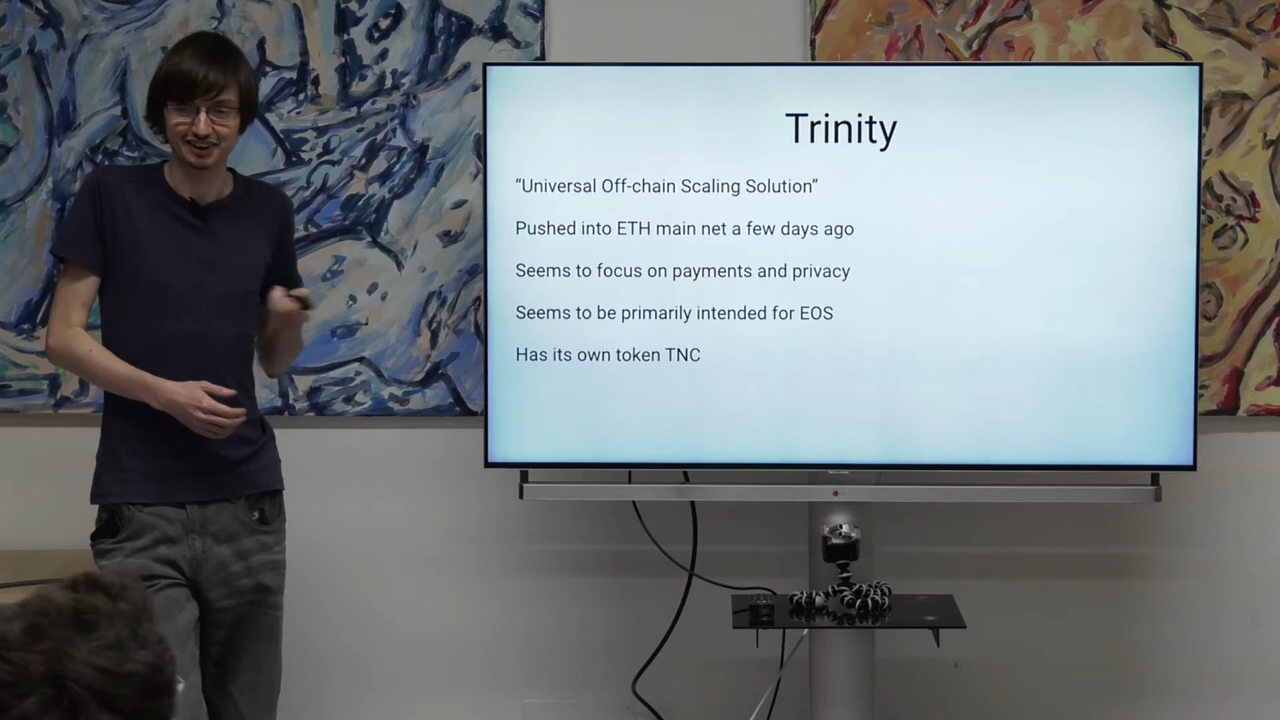 Trinity
“Universal Off-chain Scaling Solution”
Pushed into ETH main net a few days ago
Seems to focus on payments and privacy
Seems to be primarily intended for EOS
Has its own token TNC